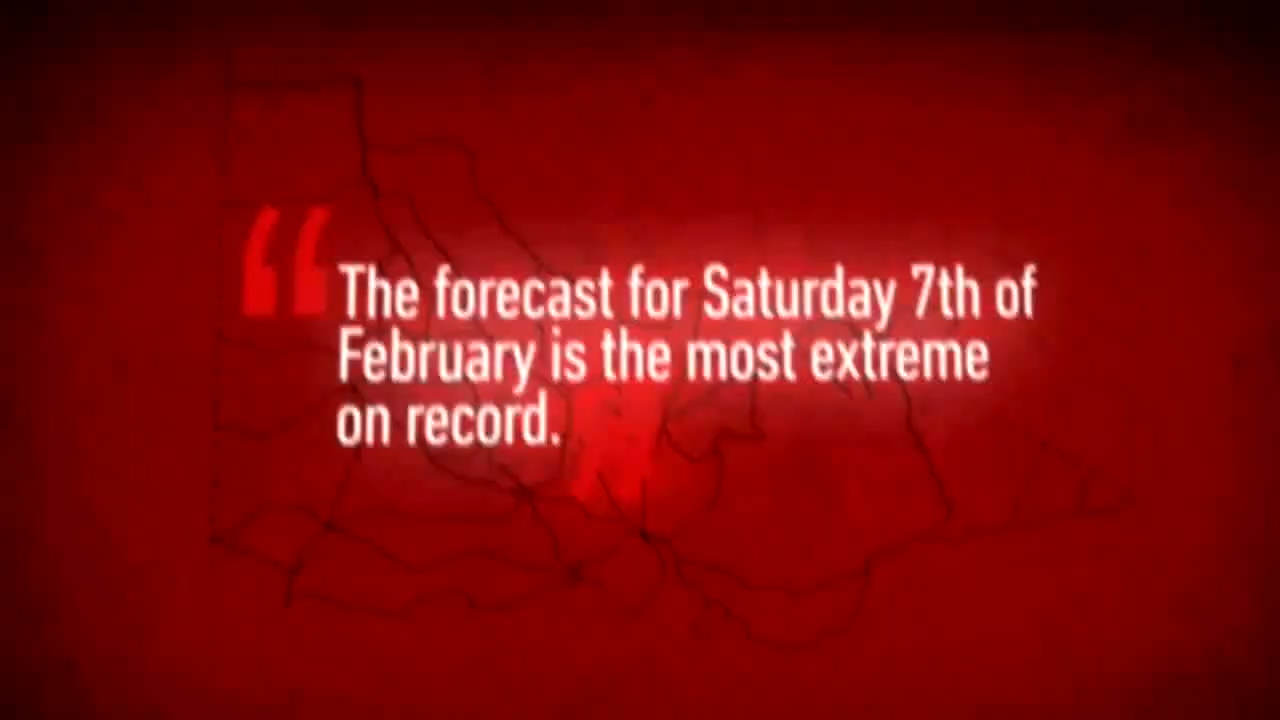 “The forecast for Saturday 7th of
February is the most extreme
on record.